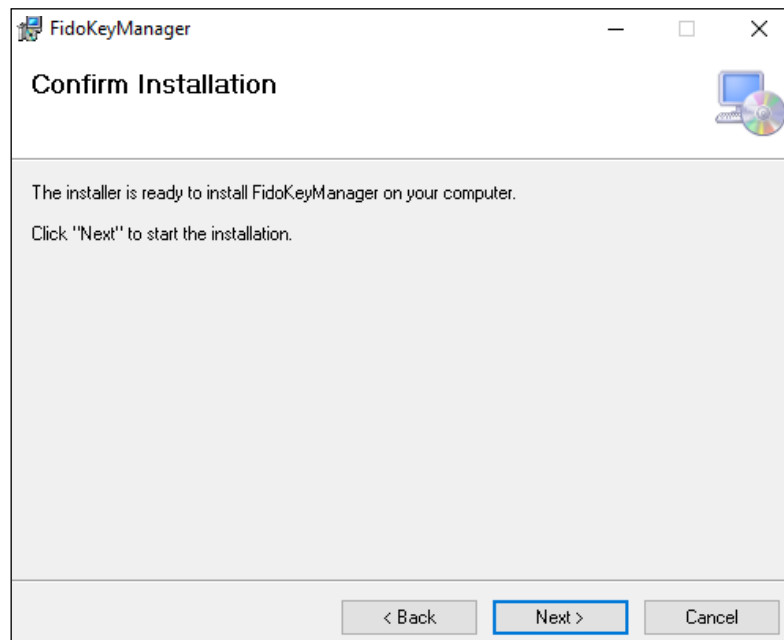 FidoKeyManager
Confirm Installation
The installer is ready to install FidoKeyManager on your computer.
Click "Next" to start the installation.
< Back
Next >
Cancel